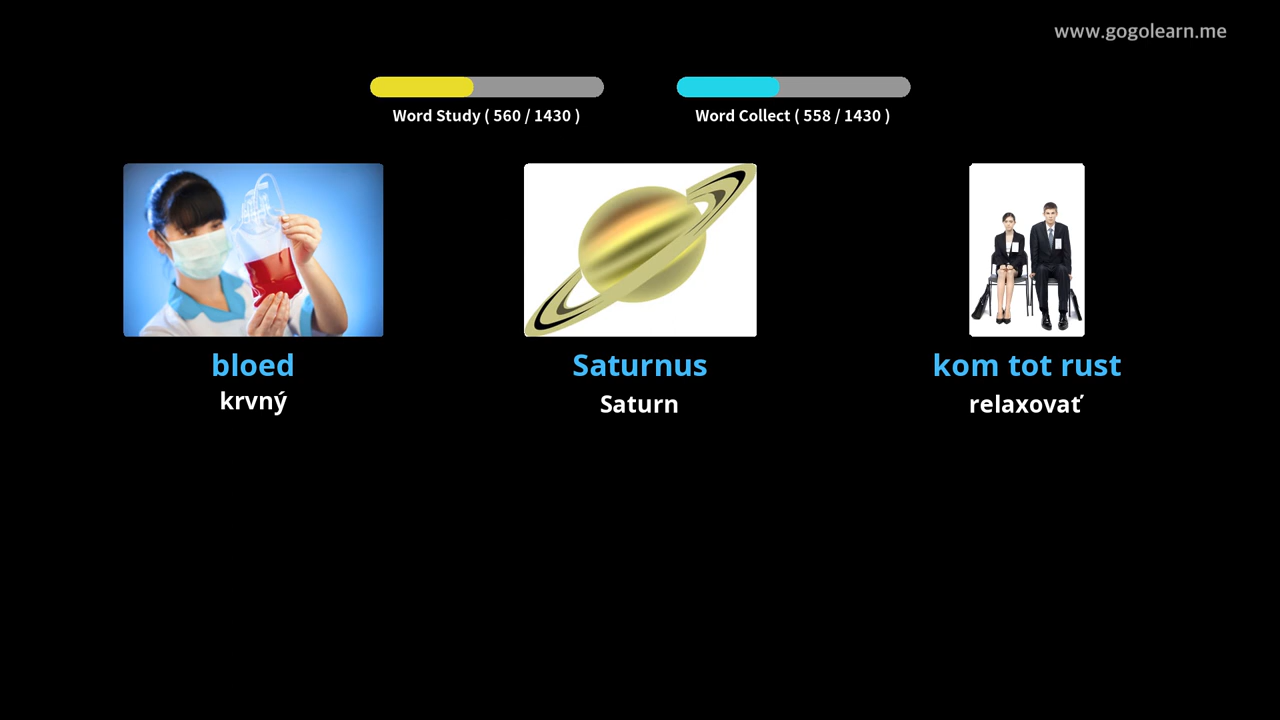 www.gogolearn.me
Word Study ( 560 / 1430 )
Word Collect ( 558 / 1430 )
bloed
krvný
Saturnus
Saturn
kom tot rust
relaxovať